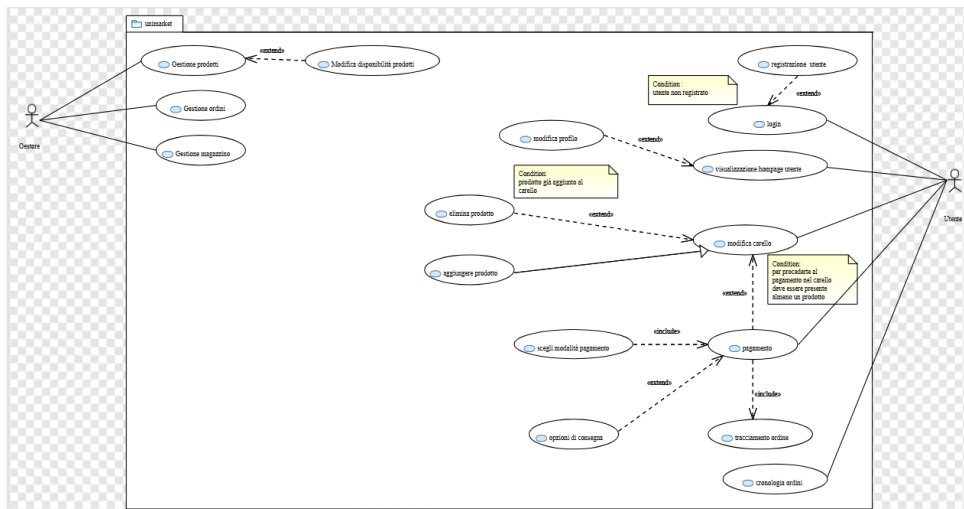 unimarket
Gestione prodotti
«extend»
Modifica disponibilità prodotti
Gestione ordini
Gestione magazzino
Gestore
registrazione utente
Condition :
utente non registrato
«extend»
login
modifica profilo
«extend»
visualizzazione hompage utente
Utente
Condition:
prodotto già aggiunto al
carello
elimina prodotto
«extend»
modifica carello
aggiungere prodotto
Condition:
per procedarte al
pagamento nel carello
deve essere presente
almeno un prodotto
«extend»
scegli modalità pagamento
«include»
pagamento
«extend»
«include»
opzioni di consegna
tracciamento ordine
cronologia ordini